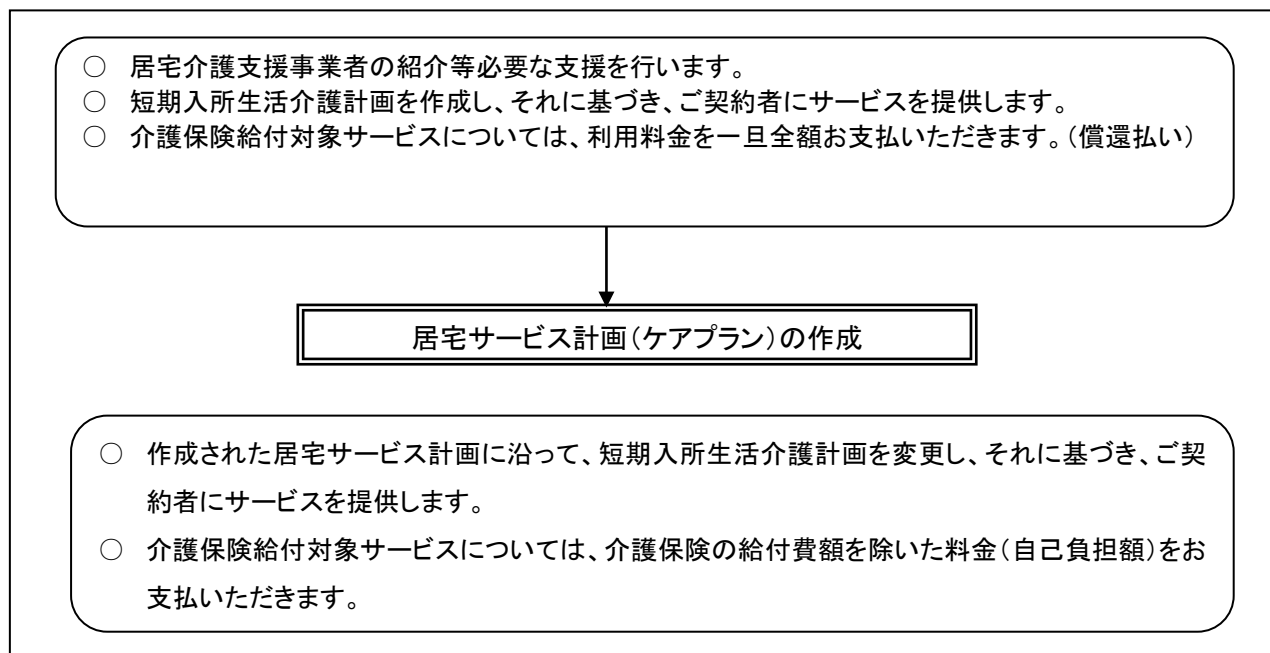 ○ 居宅介護支援事業者の紹介等必要な支援を行います。
○ 短期入所生活介護計画を作成し、それに基づき、ご契約者にサービスを提供します。
○ 介護保険給付対象サービスについては、利用料金を一旦全額お支払いただきます。(償還払い)
居宅サービス計画(ケアプラン)の作成
○ 作成された居宅サービス計画に沿って、短期入所生活介護計画を変更し、それに基づき、ご契
約者にサービスを提供します。
○ 介護保険給付対象サービスについては、介護保険の給付費額を除いた料金(自己負担額)をお
支払いただきます。